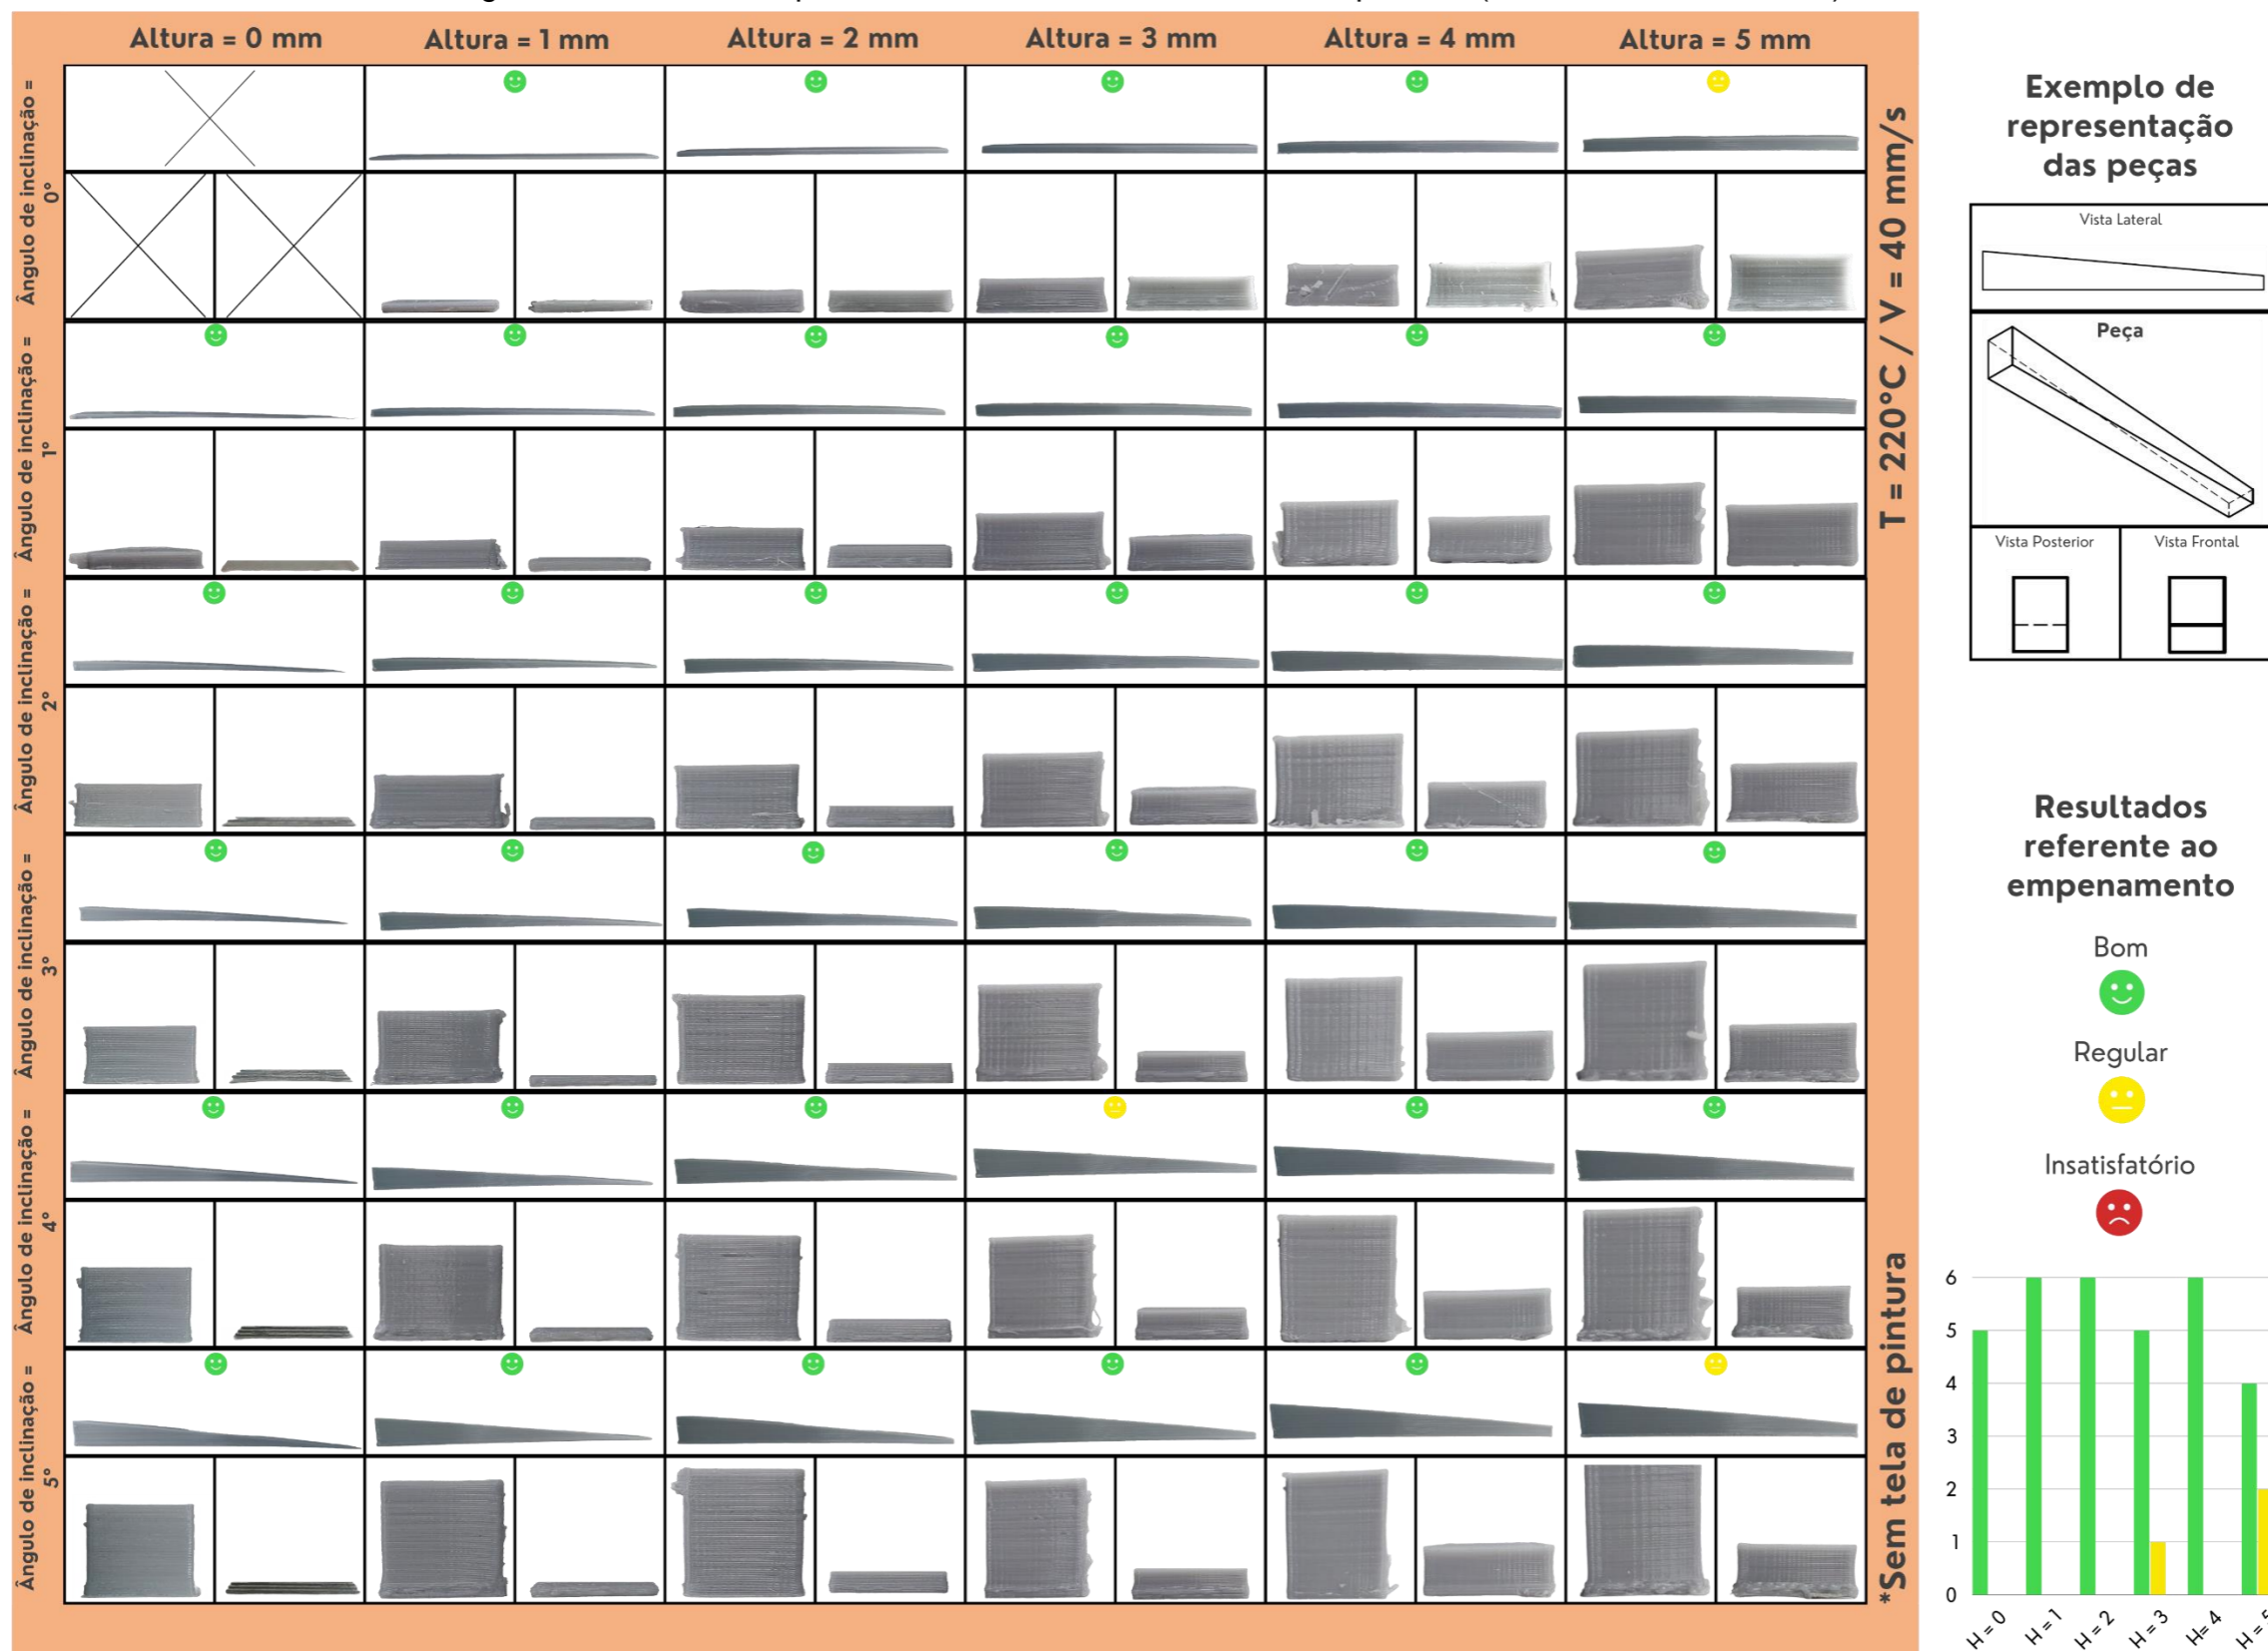 Altura = 0 mm
Altura = 1 mm
Altura = 2 mm
Altura = 3 mm
Altura = 4 mm
Altura = 5 mm
Ângulo de inclinação =
0°
Ângulo de inclinação =
1°
Ângulo de inclinação =
2°
Ângulo de inclinação =
3°
Ângulo de inclinação =
4°
Ângulo de inclinação =
5°
T = 220°C / V = 40 mm/s
*Sem tela de pintura
Exemplo de
representação
das peças
Vista Lateral
Peça
Vista Posterior
Vista Frontal
Resultados
referente ao
empenamento
Bom
Regular
Insatisfatório
6
5
4
3
2
1
0
H = 0
H = 1
H = 2
H = 3
H= 4
H= 5